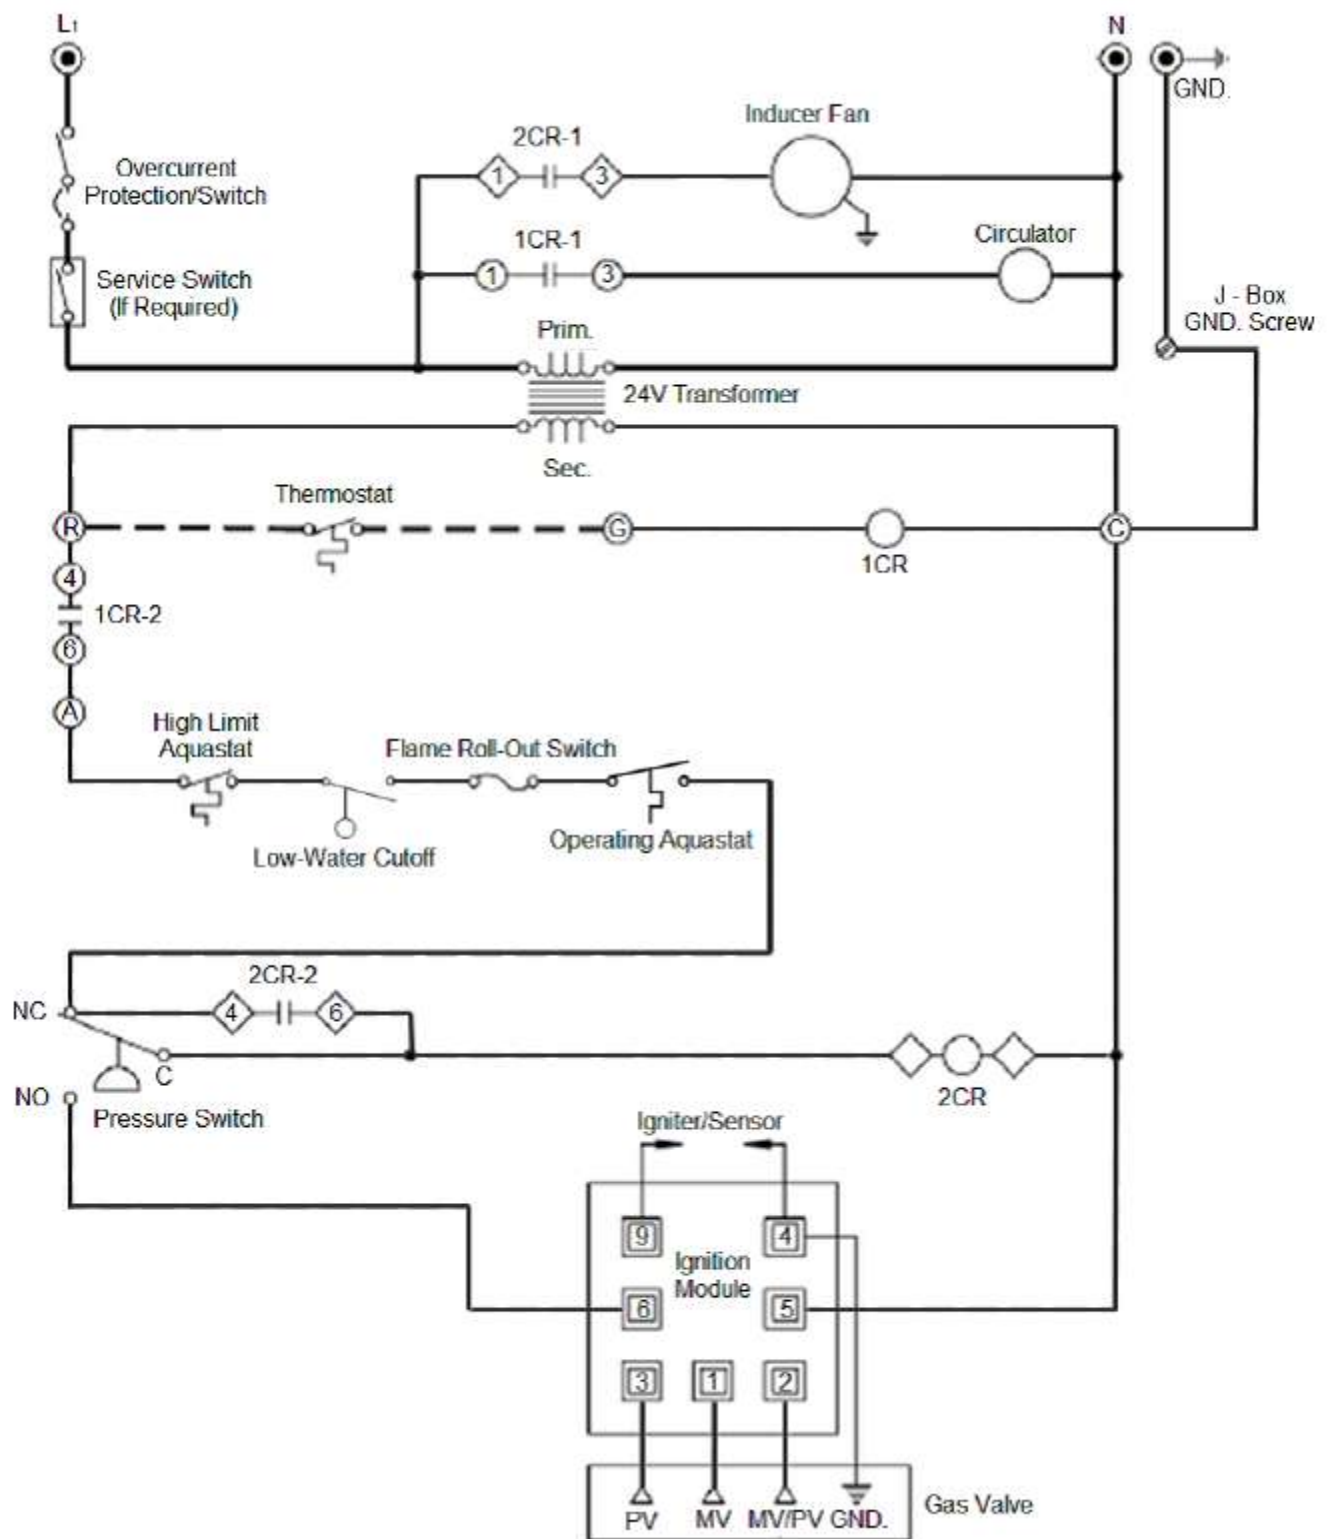 L1
N
GND.
Inducer Fan
2CR-1
1
3
Overcurrent
Protection/Switch
1CR-1
Circulator
1
3
Service Switch
(If Required)
J - Box
GND. Screw
Prim.
24V Transformer
Sec.
Thermostat
R
G
C
1CR
4
1CR-2
6
A
High Limit
Aquastat
Flame Roll-Out Switch
Operating Aquastat
Low-Water Cutoff
2CR-2
NC
4
6
C
NO
2CR
Pressure Switch
Igniter/Sensor
9
4
Ignition
Module
6
5
3
1
2
PV
MV
MV/PV
GND.
Gas Valve